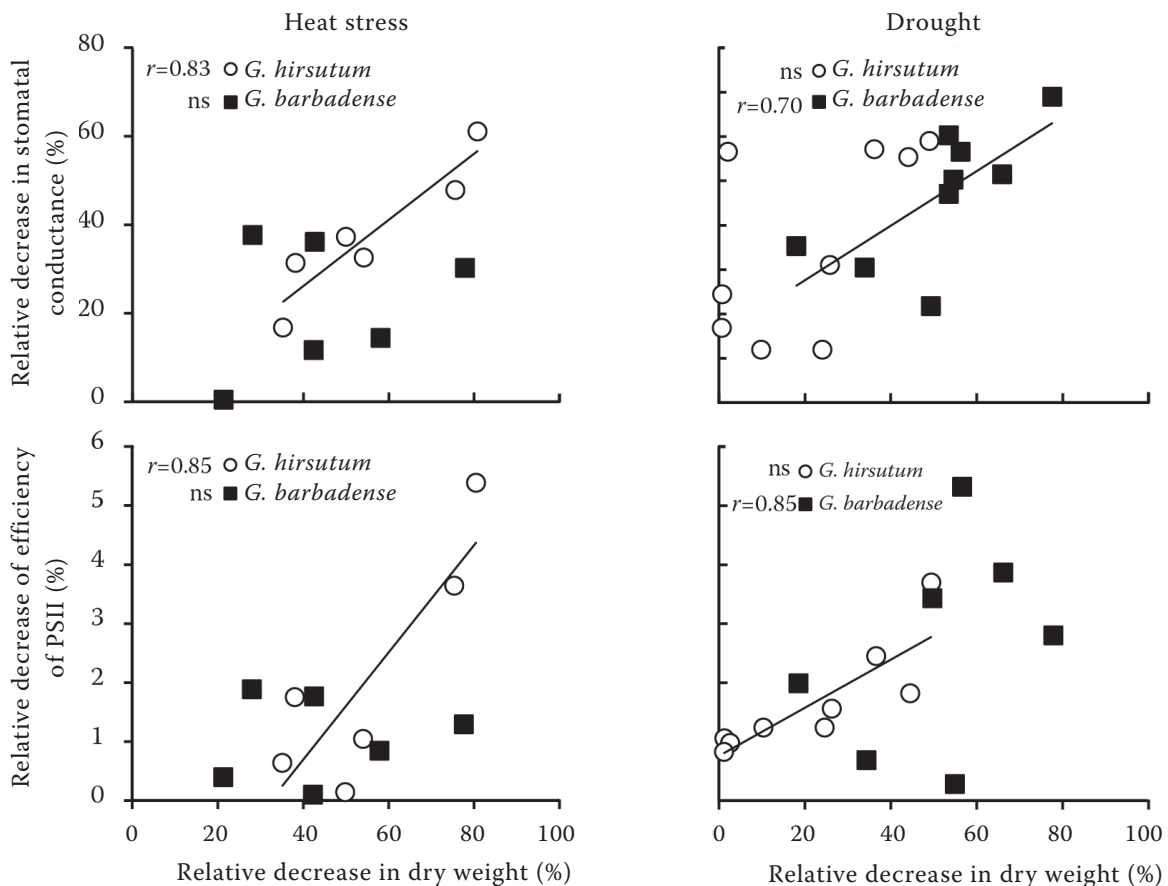 Heat stress
Drought
Relative decrease in stomatal
conductance (%)
80
60
40
20
0
r=0.83 G. hirsutum
ns G. barbadense
ns G. hirsutum
r=0.70 G. barbadense
Relative decrease of efficiency
of PSII (%)
6
5
4
3
2
1
0
r=0.85 G. hirsutum
ns G. barbadense
ns G. hirsutum
r=0.85 G. barbadense
0 20 40 60 80 100
0 20 40 60 80 100
Relative decrease in dry weight (%)
Relative decrease in dry weight (%)